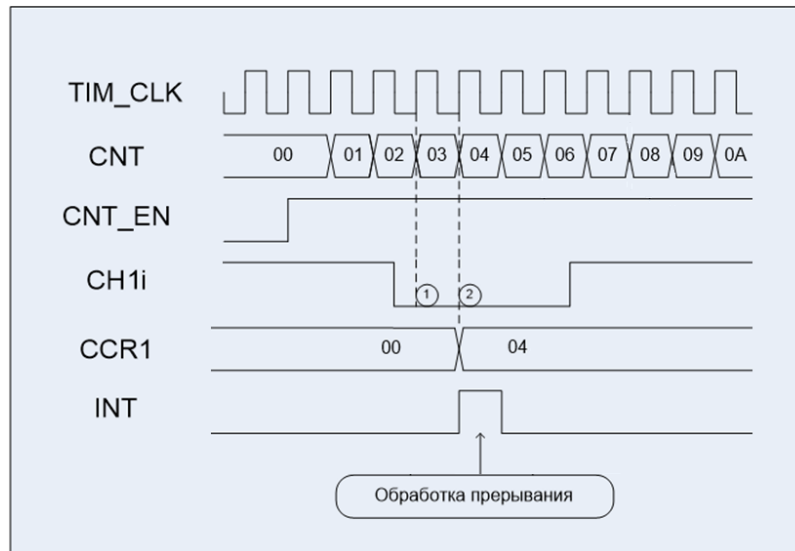 TIM_CLK
CNT 00 01 02 03 04 05 06 07 08 09 0A
CNT_EN
CH1i 1 2
CCR1 00 04
INT
Обработка прерывания